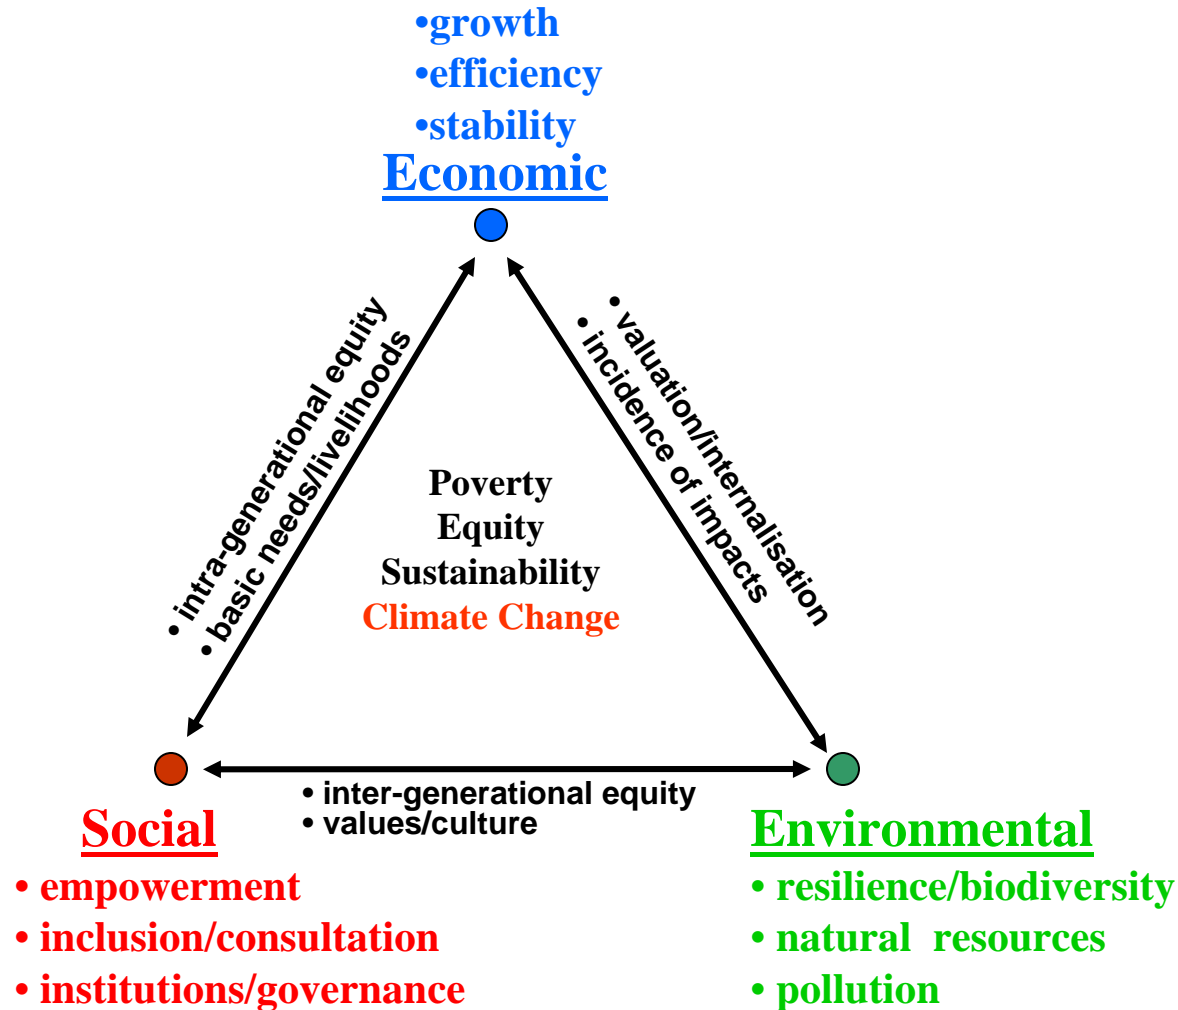 •growth
•efficiency
•stability
Economic
• intra-generational equity
• basic needs/livelihoods
• valuation/internalisation
• incidence of impacts
Poverty
Equity
Sustainability
Climate Change
• inter-generational equity
• values/culture
Social
• empowerment
• inclusion/consultation
• institutions/governance
Environmental
• resilience/biodiversity
• natural resources
• pollution